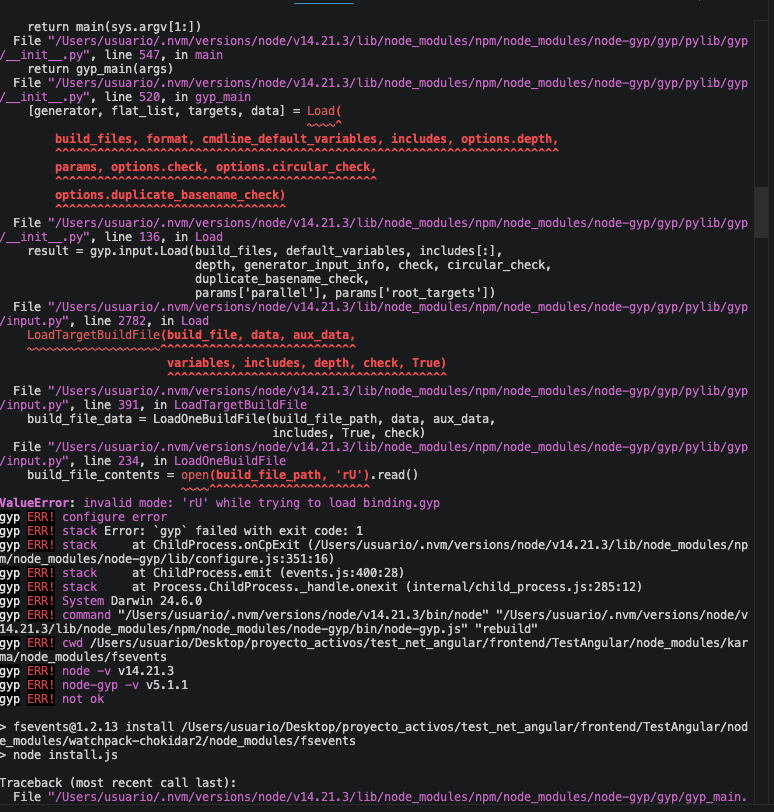 return main(sys.argv[1:])
  File "/Users/usuario/.nvm/versions/node/v14.21.3/lib/node_modules/npm/node_modules/node-gyp/gyp/pylib/gyp
/__init__.py", line 547, in main
    return gyp_main(args)
  File "/Users/usuario/.nvm/versions/node/v14.21.3/lib/node_modules/npm/node_modules/node-gyp/gyp/pylib/gyp
/__init__.py", line 520, in gyp_main
    [generator, flat_list, targets, data] = Load(
                                            ~~~~^
        build_files, format, cmdline_default_variables, includes, options.depth,
        ^^^^^^^^^^^^^^^^^^^^^^^^^^^^^^^^^^^^^^^^^^^^^^^^^^^^^^^^^^^^^^^^^^^^^^^^
        params, options.check, options.circular_check,
        ^^^^^^^^^^^^^^^^^^^^^^^^^^^^^^^^^^^^^^^^^^^^^^
        options.duplicate_basename_check)
        ^^^^^^^^^^^^^^^^^^^^^^^^^^^^^^^^^
  File "/Users/usuario/.nvm/versions/node/v14.21.3/lib/node_modules/npm/node_modules/node-gyp/gyp/pylib/gyp
/__init__.py", line 136, in Load
    result = gyp.input.Load(build_files, default_variables, includes[:],
                            depth, generator_input_info, check, circular_check,
                            duplicate_basename_check,
                            params['parallel'], params['root_targets'])
  File "/Users/usuario/.nvm/versions/node/v14.21.3/lib/node_modules/npm/node_modules/node-gyp/gyp/pylib/gyp
/input.py", line 2782, in Load
    LoadTargetBuildFile(build_file, data, aux_data,
    ~~~~~~~~~~~~~~~~~~~^^^^^^^^^^^^^^^^^^^^^^^^^^^^
                        variables, includes, depth, check, True)
                        ^^^^^^^^^^^^^^^^^^^^^^^^^^^^^^^^^^^^^^^^
  File "/Users/usuario/.nvm/versions/node/v14.21.3/lib/node_modules/npm/node_modules/node-gyp/gyp/pylib/gyp
/input.py", line 391, in LoadTargetBuildFile
    build_file_data = LoadOneBuildFile(build_file_path, data, aux_data,
                                       includes, True, check)
  File "/Users/usuario/.nvm/versions/node/v14.21.3/lib/node_modules/npm/node_modules/node-gyp/gyp/pylib/gyp
/input.py", line 234, in LoadOneBuildFile
    build_file_contents = open(build_file_path, 'rU').read()
                          ~~~~^^^^^^^^^^^^^^^^^^^^^^^
ValueError: invalid mode: 'rU' while trying to load binding.gyp
gyp ERR! configure error
gyp ERR! stack Error: `gyp` failed with exit code: 1
gyp ERR! stack     at ChildProcess.onCpExit (/Users/usuario/.nvm/versions/node/v14.21.3/lib/node_modules/np
m/node_modules/node-gyp/lib/configure.js:351:16)
gyp ERR! stack     at ChildProcess.emit (events.js:400:28)
gyp ERR! stack     at Process.ChildProcess._handle.onexit (internal/child_process.js:285:12)
gyp ERR! System Darwin 24.6.0
gyp ERR! command "/Users/usuario/.nvm/versions/node/v14.21.3/bin/node" "/Users/usuario/.nvm/versions/node/v
14.21.3/lib/node_modules/npm/node_modules/node-gyp/bin/node-gyp.js" "rebuild"
gyp ERR! cwd /Users/usuario/Desktop/proyecto_activos/test_net_angular/frontend/TestAngular/node_modules/kar
ma/node_modules/fsevents
gyp ERR! node -v v14.21.3
gyp ERR! node-gyp -v v5.1.1
gyp ERR! not ok

> fsevents@1.2.13 install /Users/usuario/Desktop/proyecto_activos/test_net_angular/frontend/TestAngular/nod
e_modules/watchpack-chokidar2/node_modules/fsevents
> node install.js

Traceback (most recent call last):
  File "/Users/usuario/.nvm/versions/node/v14.21.3/lib/node_modules/npm/node_modules/node-gyp/gyp/gyp_main.